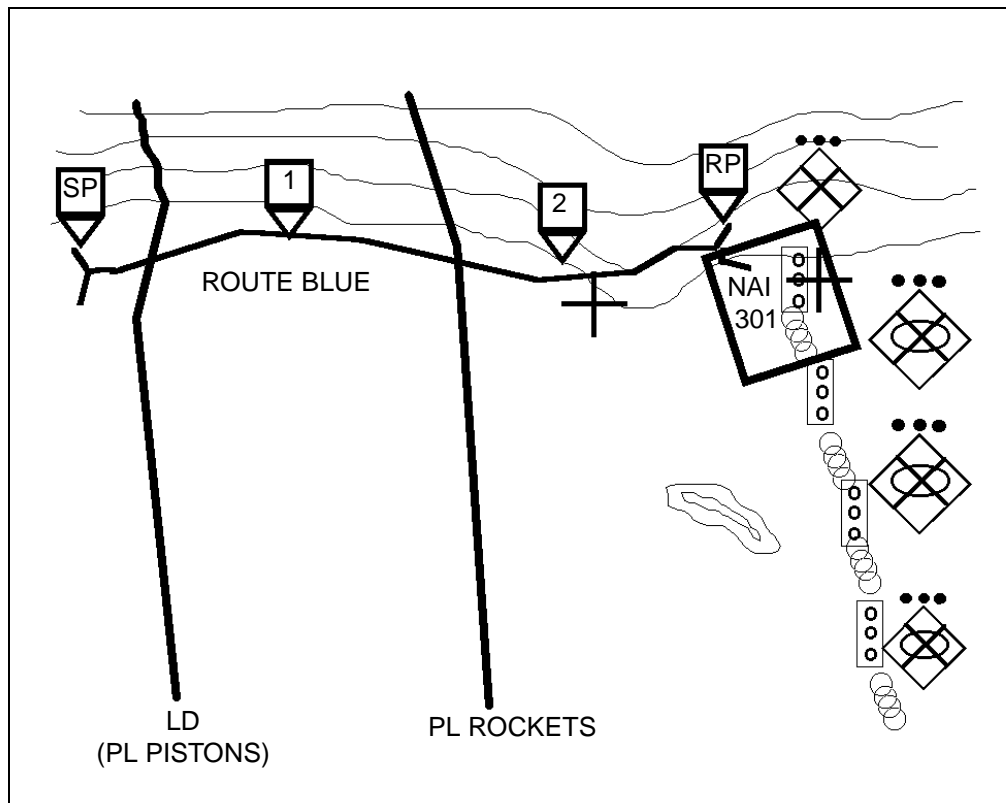 SP
1
2
RP
ROUTE BLUE
NAI
301
LD
(PL PISTONS)
PL ROCKETS